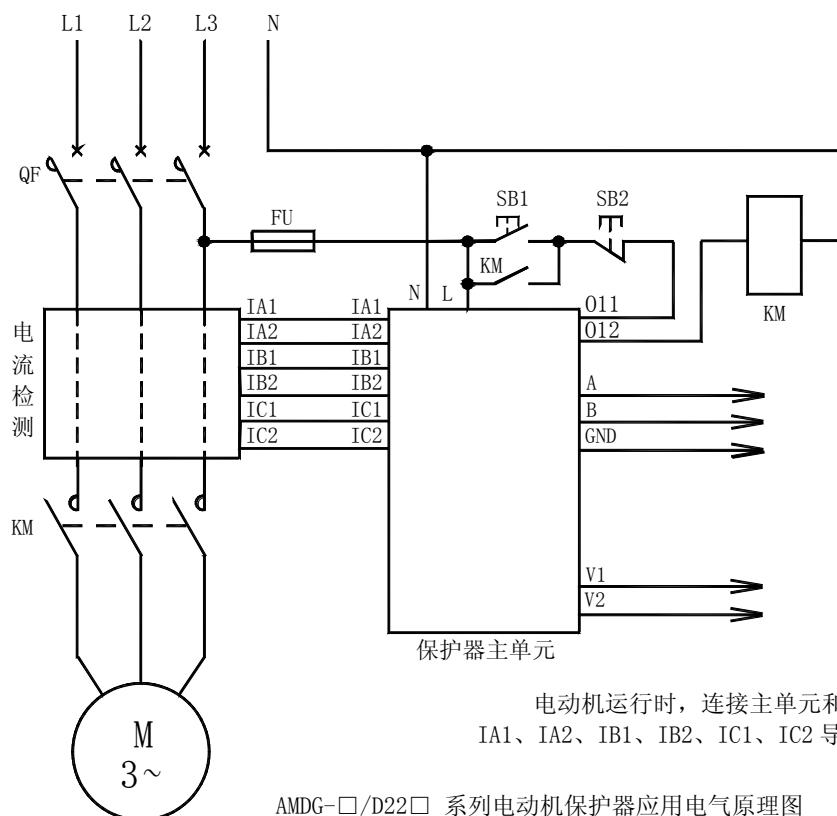 L1 L2 L3 N
QF
FU
SB1 SB2
KM
N L
KM
电流检测
IA1 IA1
IA2 IA2
IB1 IB1
IB2 IB2
IC1 IC1
IC2 IC2
O11
O12
A
B
GND
KM
V1
V2
保护器主单元
M
3~
电动机运行时，连接主单元和
IA1、IA2、IB1、IB2、IC1、IC2 导
AMDG-□/D22□ 系列电动机保护器应用电气原理图